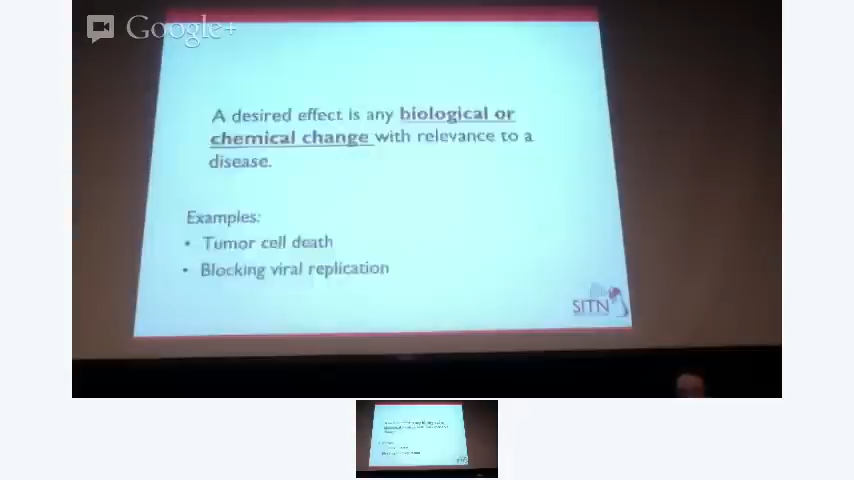 Google+
A desired effect is any biological or
chemical change with relevance to a
disease.
Examples:
• Tumor cell death
• Blocking viral replication
SITN